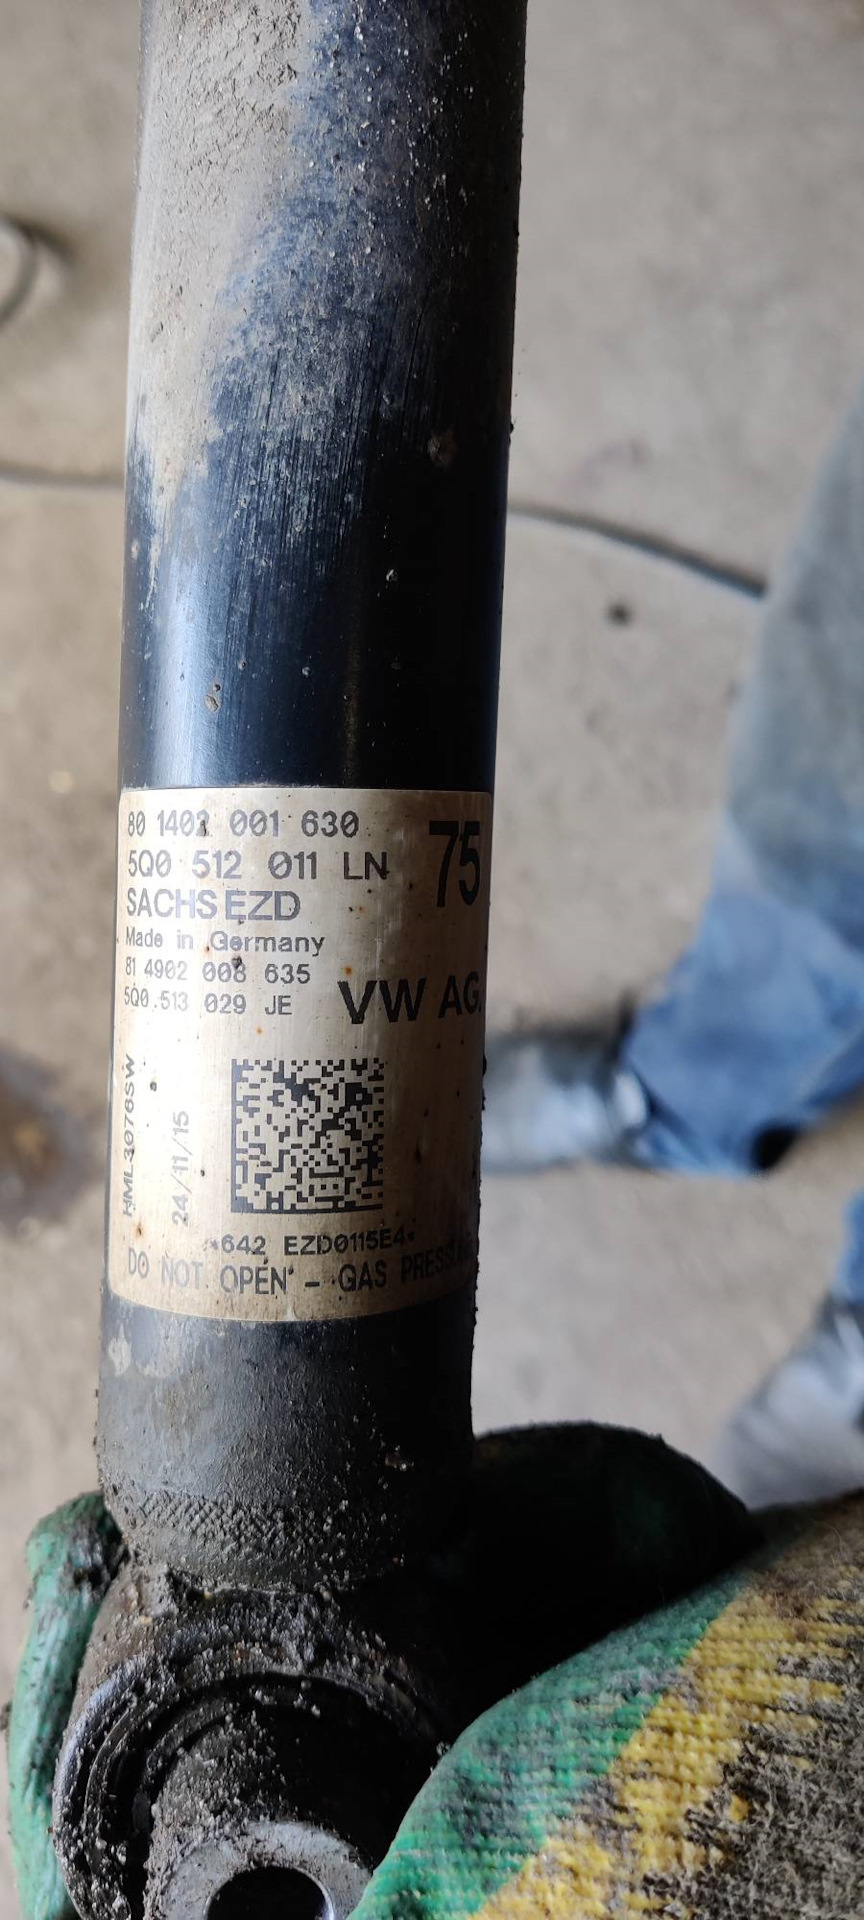 80 1402 001 630
5Q0 512 011 LN 75
SACHS EZD
Made in Germany
81 4902 008 635
5Q0.513 029 JE VW AG.
HML3076SW
24/11/15
*642 EZD0115E4*
DO NOT OPEN - GAS